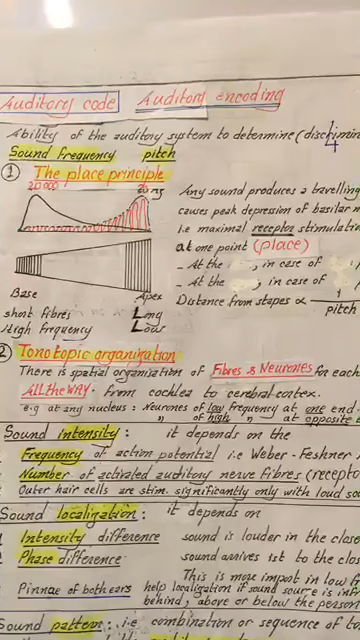 Auditory code Auditory encoding
Ability of the auditory system to determine (discrimin
4
Sound frequency pitch
① The place principle
20 000 20
Any sound produces a travelling
causes peak depression of basilar m
i.e maximal receptor stimulatio
at one point (place)
- At the , in case of
- At the , in case of
Distance from stapes ∝ 1
pitch
Base Apex
short fibres Long
High frequency Low
② Tonotopic organization
There is spatial organisation of Fibres & Neurones for each
All the way from cochlea to cerebral cortex.
e.g at any nucleus: Neurones of low frequency at one end
" of high " at opposite e
Sound intensity: it depends on the
Frequency of action potential i.e Weber-Feshner
Number of activated auditory nerve fibres (recepto
Outer hair cells are stim. significantly only with loud so
Sound localization: it depends on
Intensity difference sound is louder in the close
Phase difference sound arrives 1st to the clo
This is more import in low f
Pinnae of both ears help localization if sound source is infr
behind, above or below the person
Sound pattern: i.e combination or sequence of